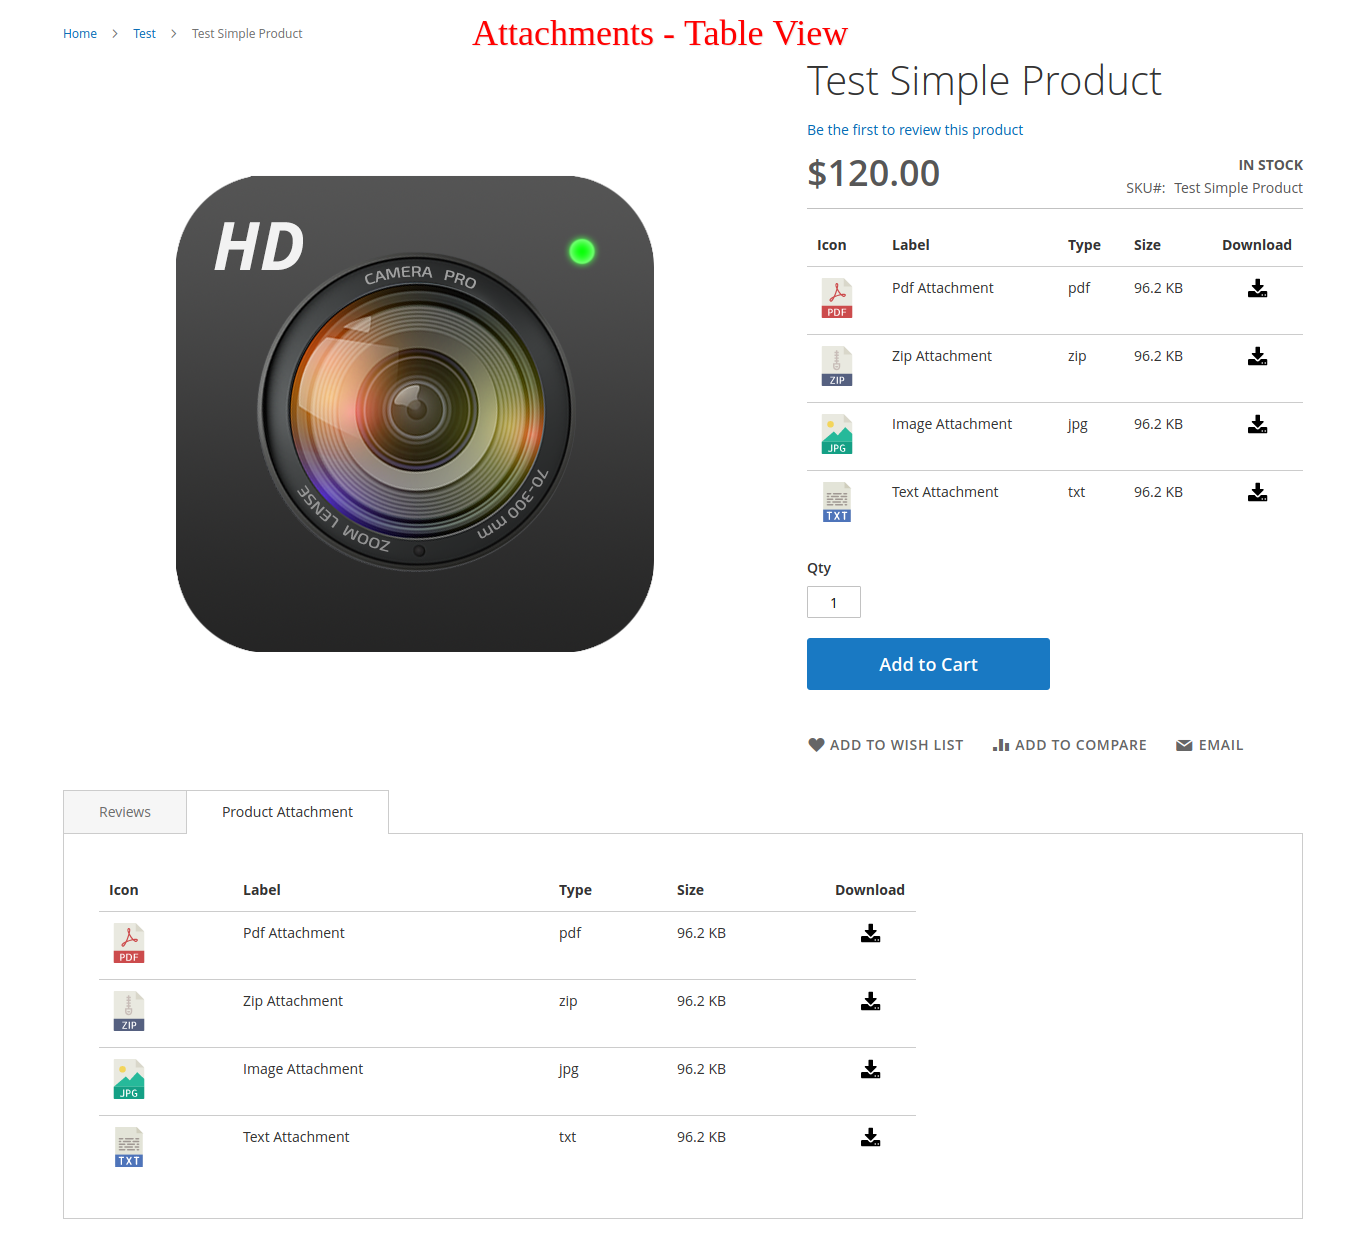 Home > Test > Test Simple Product
Attachments - Table View
Test Simple Product
Be the first to review this product
$120.00
IN STOCK
SKU#: Test Simple Product
HD
CAMERA PRO
70-300 mm
ZOOM LENSE
Icon Label Type Size Download
PDF Pdf Attachment pdf 96.2 KB
ZIP Zip Attachment zip 96.2 KB
JPG Image Attachment jpg 96.2 KB
TXT Text Attachment txt 96.2 KB
Qty
1
Add to Cart
ADD TO WISH LIST ADD TO COMPARE EMAIL
Reviews Product Attachment
Icon Label Type Size Download
PDF Pdf Attachment pdf 96.2 KB
ZIP Zip Attachment zip 96.2 KB
JPG Image Attachment jpg 96.2 KB
TXT Text Attachment txt 96.2 KB